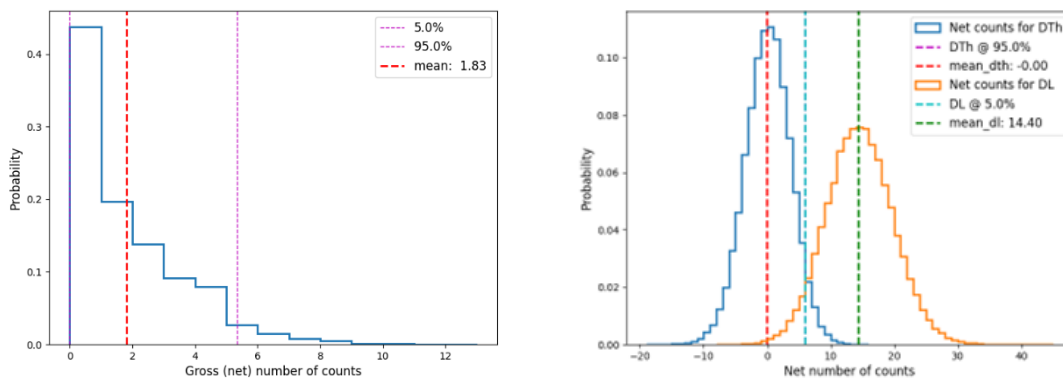 5.0%
95.0%
mean: 1.83
0.4
0.3
0.2
0.1
0.0
Probability
0 2 4 6 8 10 12
Gross (net) number of counts
Net counts for DTh
DTh @ 95.0%
mean_dth: -0.00
Net counts for DL
DL @ 5.0%
mean_dl: 14.40
0.10
0.08
0.06
0.04
0.02
0.00
Probability
−20 −10 0 10 20 30 40
Net number of counts